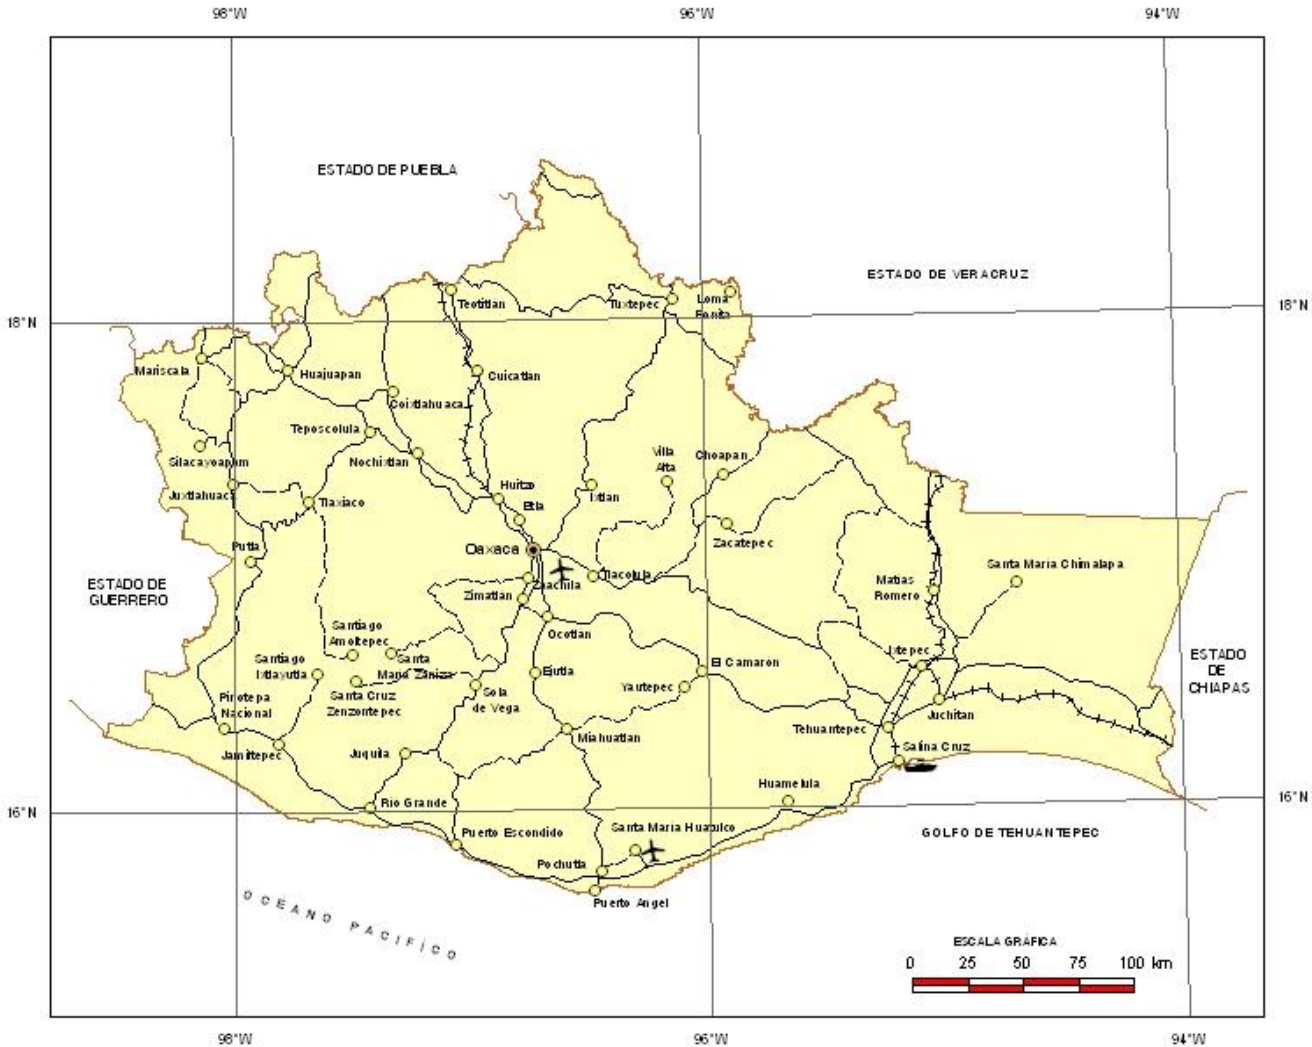 98°W
96°W
94°W
ESTADO DE PUEBLA
ESTADO DE VERACRUZ
18°N
18°N
Teotitlan
Tuxtepec
Loma
Bonita
Mariscala
Huajuapan
Cuicatlan
Coixtlahuaca
Teposcolula
Nochixtlan
Silacayoapam
Juxtlahuaca
Tlaxiaco
Huitzo
Etla
Ixtlan
Villa
Alta
Choapan
Zacatepec
Oaxaca
Putla
Tlacolula
Zaachila
Zimatlan
Ocotlan
Santa Maria Chimalapa
Matias
Romero
ESTADO DE
GUERRERO
Santiago
Amoltepec
Santa
Maria Zaniza
Santiago
Ixtlayutla
Santa Cruz
Zenzontepec
Ejutla
Sola
de Vega
El Camaron
Yautepec
Ixtepec
ESTADO
DE
CHIAPAS
Pinotepa
Nacional
Jamiltepec
Juquila
Miahuatlan
Tehuantepec
Juchitan
Salina Cruz
Huamelula
Rio Grande
Puerto Escondido
Santa Maria Huatulco
Pochutla
Puerto Angel
16°N
16°N
GOLFO DE TEHUANTEPEC
OCEANO PACIFÍCO
ESCALA GRÁFICA
0 25 50 75 100 km
98°W
96°W
94°W